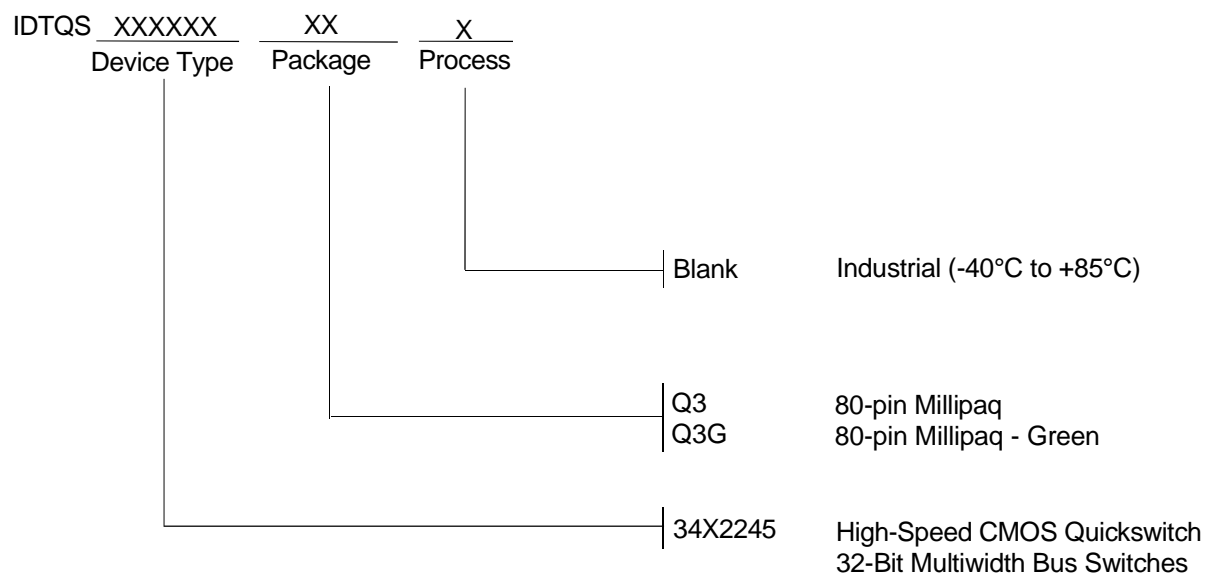 IDTQS XXXXXX XX X
Device Type Package Process
Blank Industrial (-40°C to +85°C)
Q3 80-pin Millipaq
Q3G 80-pin Millipaq - Green
34X2245 High-Speed CMOS Quickswitch
32-Bit Multiwidth Bus Switches